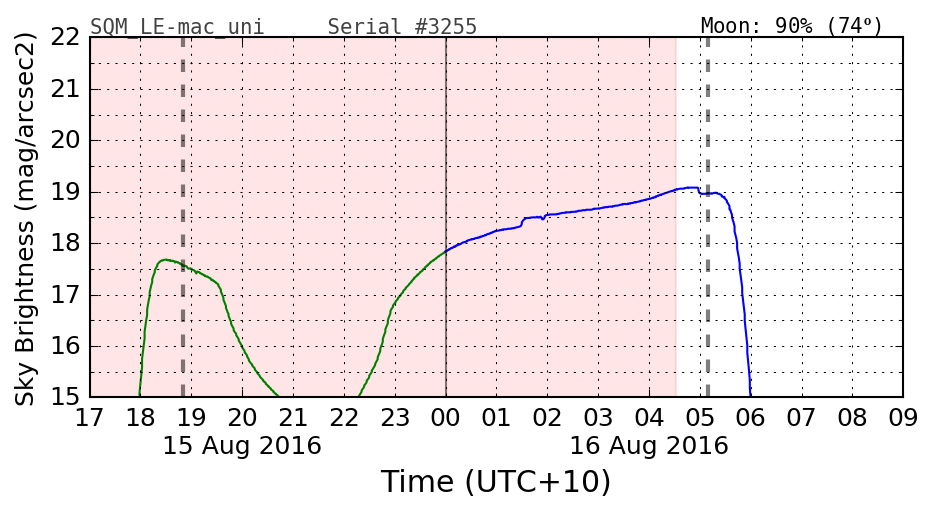 SQM_LE-mac_uni Serial #3255 Moon: 90% (74°)
22
21
20
19
18
17
16
15
Sky Brightness (mag/arcsec2)
17 18 19 20 21 22 23 00 01 02 03 04 05 06 07 08 09
15 Aug 2016 16 Aug 2016
Time (UTC+10)